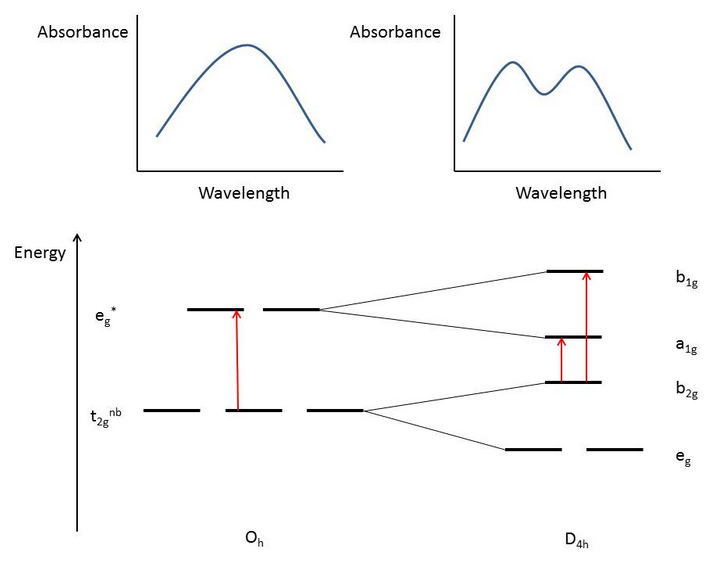 Absorbance
Absorbance
Wavelength
Wavelength
Energy
b1g
eg*
a1g
b2g
t2gnb
eg
Oh
D4h